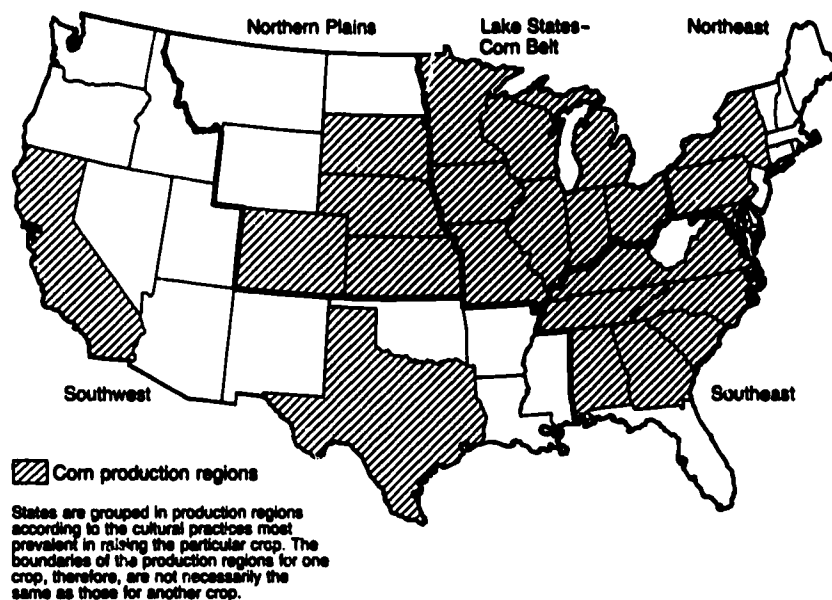 Northern Plains
Lake States–
Corn Belt
Northeast
Southwest
Southeast
Corn production regions
States are grouped in production regions
according to the cultural practices most
prevalent in raising the particular crop. The
boundaries of the production regions for one
crop, therefore, are not necessarily the
same as those for another crop.